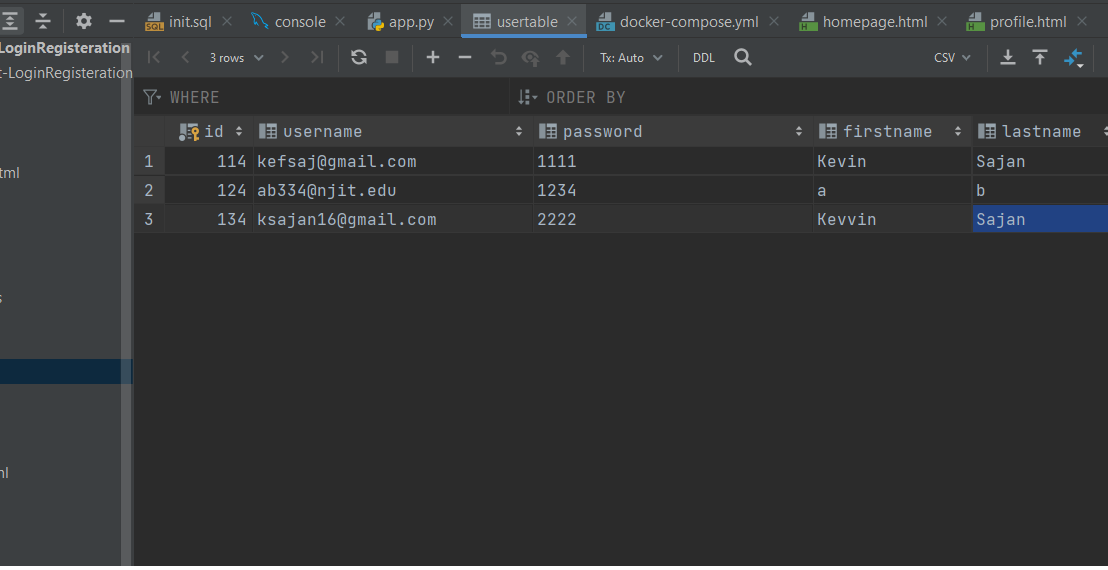 init.sql console app.py usertable docker-compose.yml homepage.html profile.html
LoginRegisteration
3 rows Tx: Auto DDL CSV
t-LoginRegisteration
WHERE ORDER BY
id username password firstname lastname
1 114 kefsaj@gmail.com 1111 Kevin Sajan
tml
2 124 ab334@njit.edu 1234 a b
3 134 ksajan16@gmail.com 2222 Kevvin Sajan
s
nl